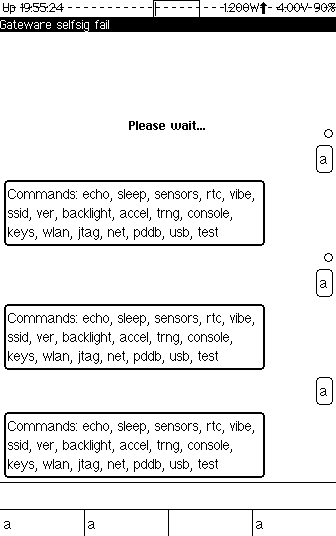 Up 19:55:24 1.200W 4.00V 90%
Gateware selfsig fail
Please wait...
a
Commands: echo, sleep, sensors, rtc, vibe,
ssid, ver, backlight, accel, trng, console,
keys, wlan, jtag, net, pddb, usb, test
a
Commands: echo, sleep, sensors, rtc, vibe,
ssid, ver, backlight, accel, trng, console,
keys, wlan, jtag, net, pddb, usb, test
a
Commands: echo, sleep, sensors, rtc, vibe,
ssid, ver, backlight, accel, trng, console,
keys, wlan, jtag, net, pddb, usb, test
a a a